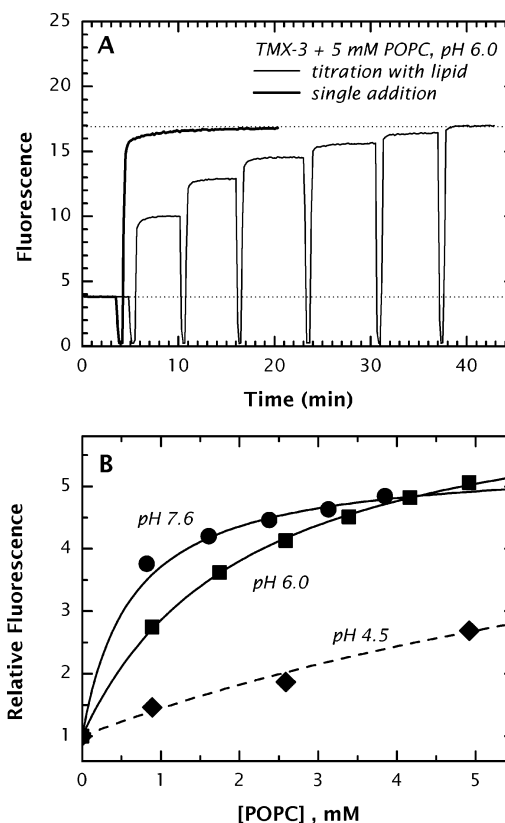 A
TMX-3 + 5 mM POPC, pH 6.0
titration with lipid
single addition
25
20
15
10
5
0
Fluorescence
0
10
20
30
40
Time (min)
B
pH 7.6
pH 6.0
pH 4.5
5
4
3
2
1
Relative Fluorescence
0
1
2
3
4
5
[POPC] , mM